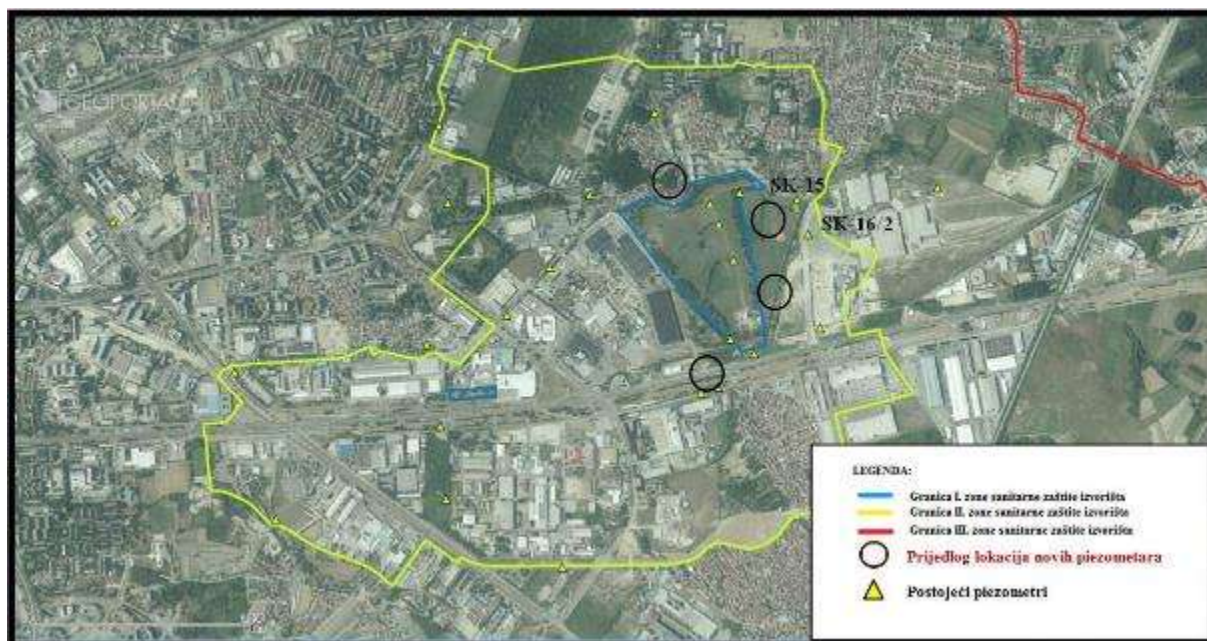 GEOPORTAL
SK-15
SK-16/2
LEGENDA:
Granica I. zone sanitarne zaštite izvorišta
Granica II. zone sanitarne zaštite izvorišta
Granica III. zone sanitarne zaštite izvorišta
Prijedlog lokacija novih piezometara
Postojeći piezometri